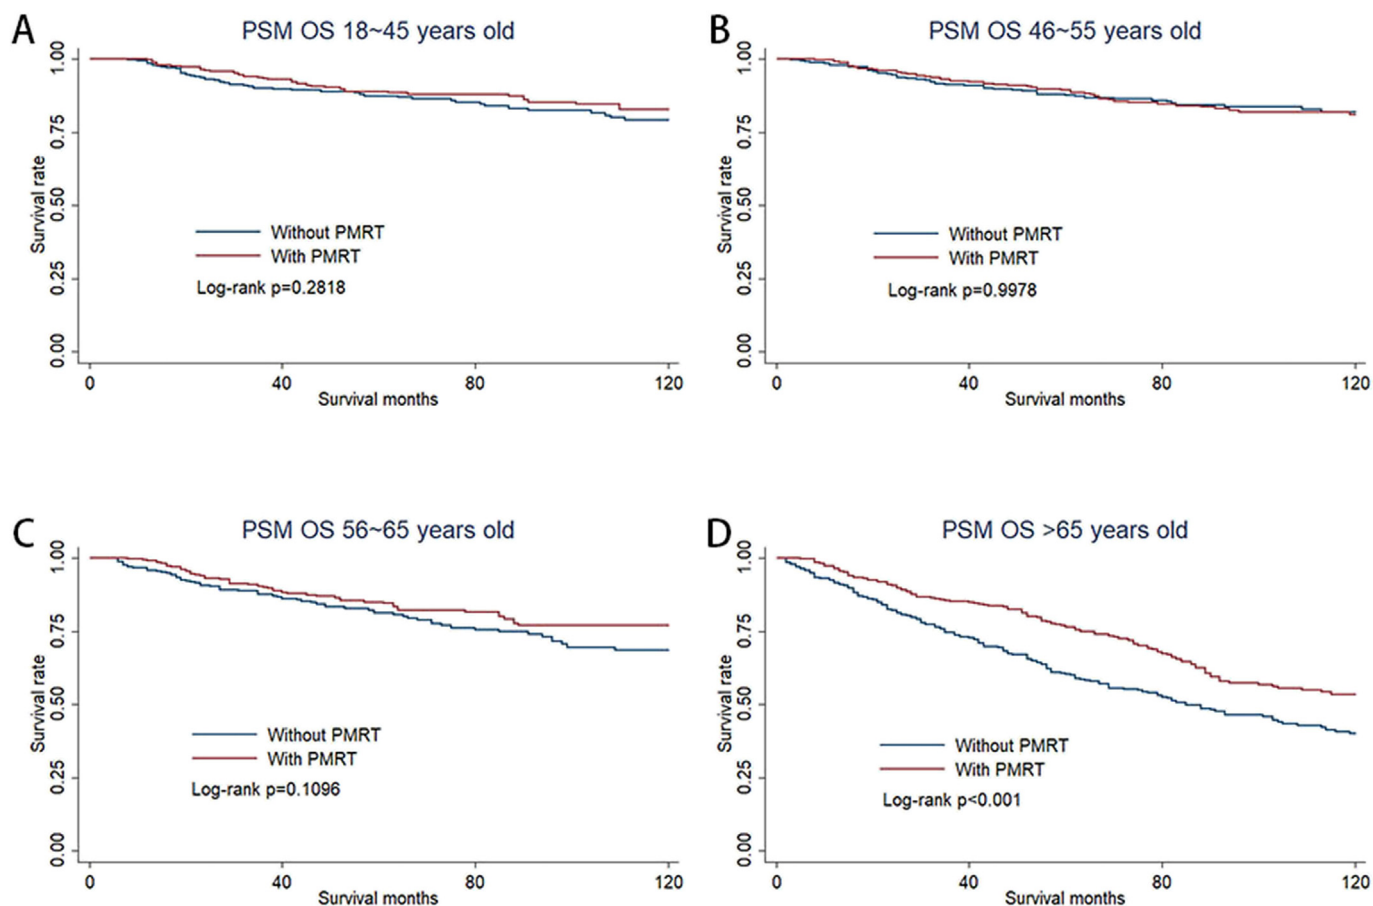 A
PSM OS 18~45 years old
1.00
0.75
0.50
0.25
0.00
Survival rate
Without PMRT
With PMRT
Log-rank p=0.2818
0 40 80 120
Survival months
B
PSM OS 46~55 years old
1.00
0.75
0.50
0.25
0.00
Survival rate
Without PMRT
With PMRT
Log-rank p=0.9978
0 40 80 120
Survival months
C
PSM OS 56~65 years old
1.00
0.75
0.50
0.25
0.00
Survival rate
Without PMRT
With PMRT
Log-rank p=0.1096
0 40 80 120
Survival months
D
PSM OS >65 years old
1.00
0.75
0.50
0.25
0.00
Survival rate
Without PMRT
With PMRT
Log-rank p<0.001
0 40 80 120
Survival months